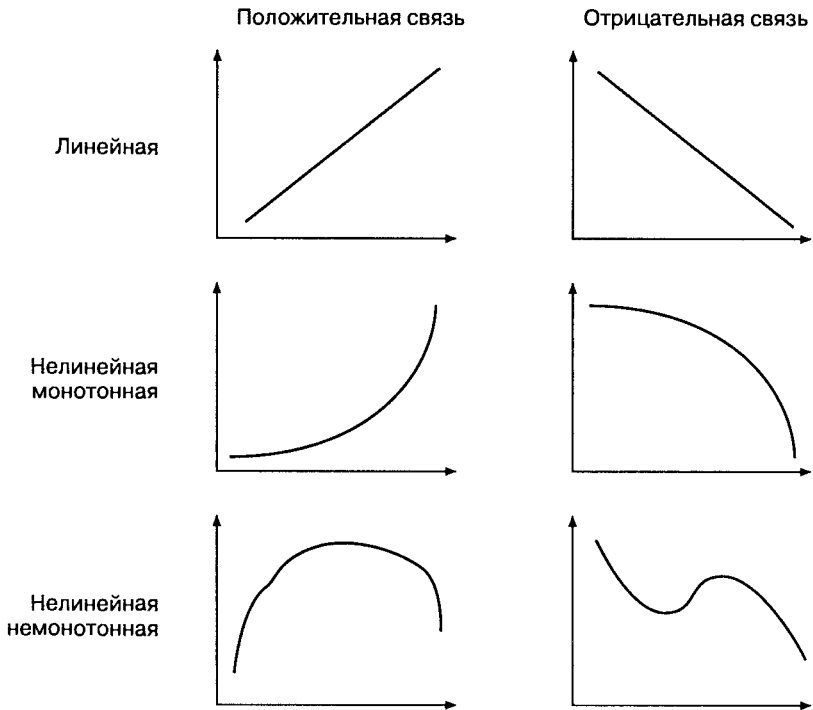 Положительная связь
Отрицательная связь
Линейная
Нелинейная
монотонная
Нелинейная
немонотонная